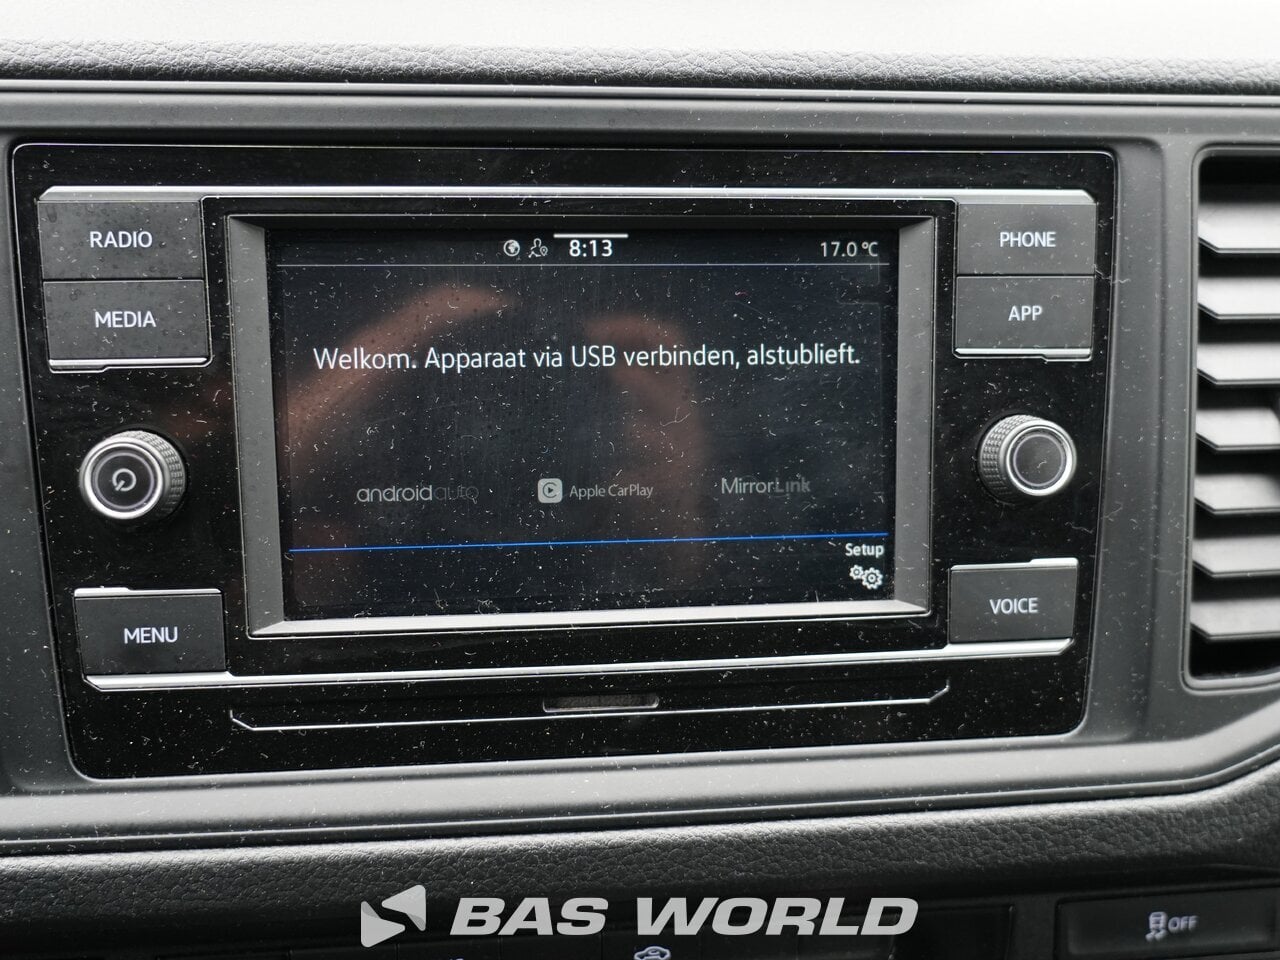 RADIO
MEDIA
8:13
17.0 °C
PHONE
APP
Welkom. Apparaat via USB verbinden, alstublieft.
androidauto
Apple CarPlay
MirrorLink
Setup
MENU
VOICE
BAS WORLD
OFF